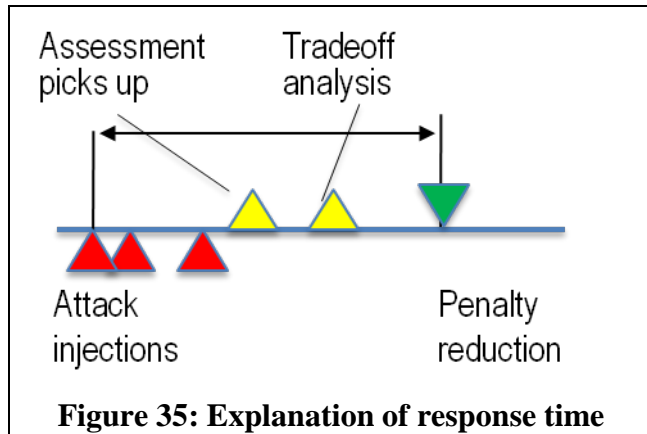 Assessment
picks up
Tradeoff
analysis
Attack
injections
Penalty
reduction
Figure 35: Explanation of response time